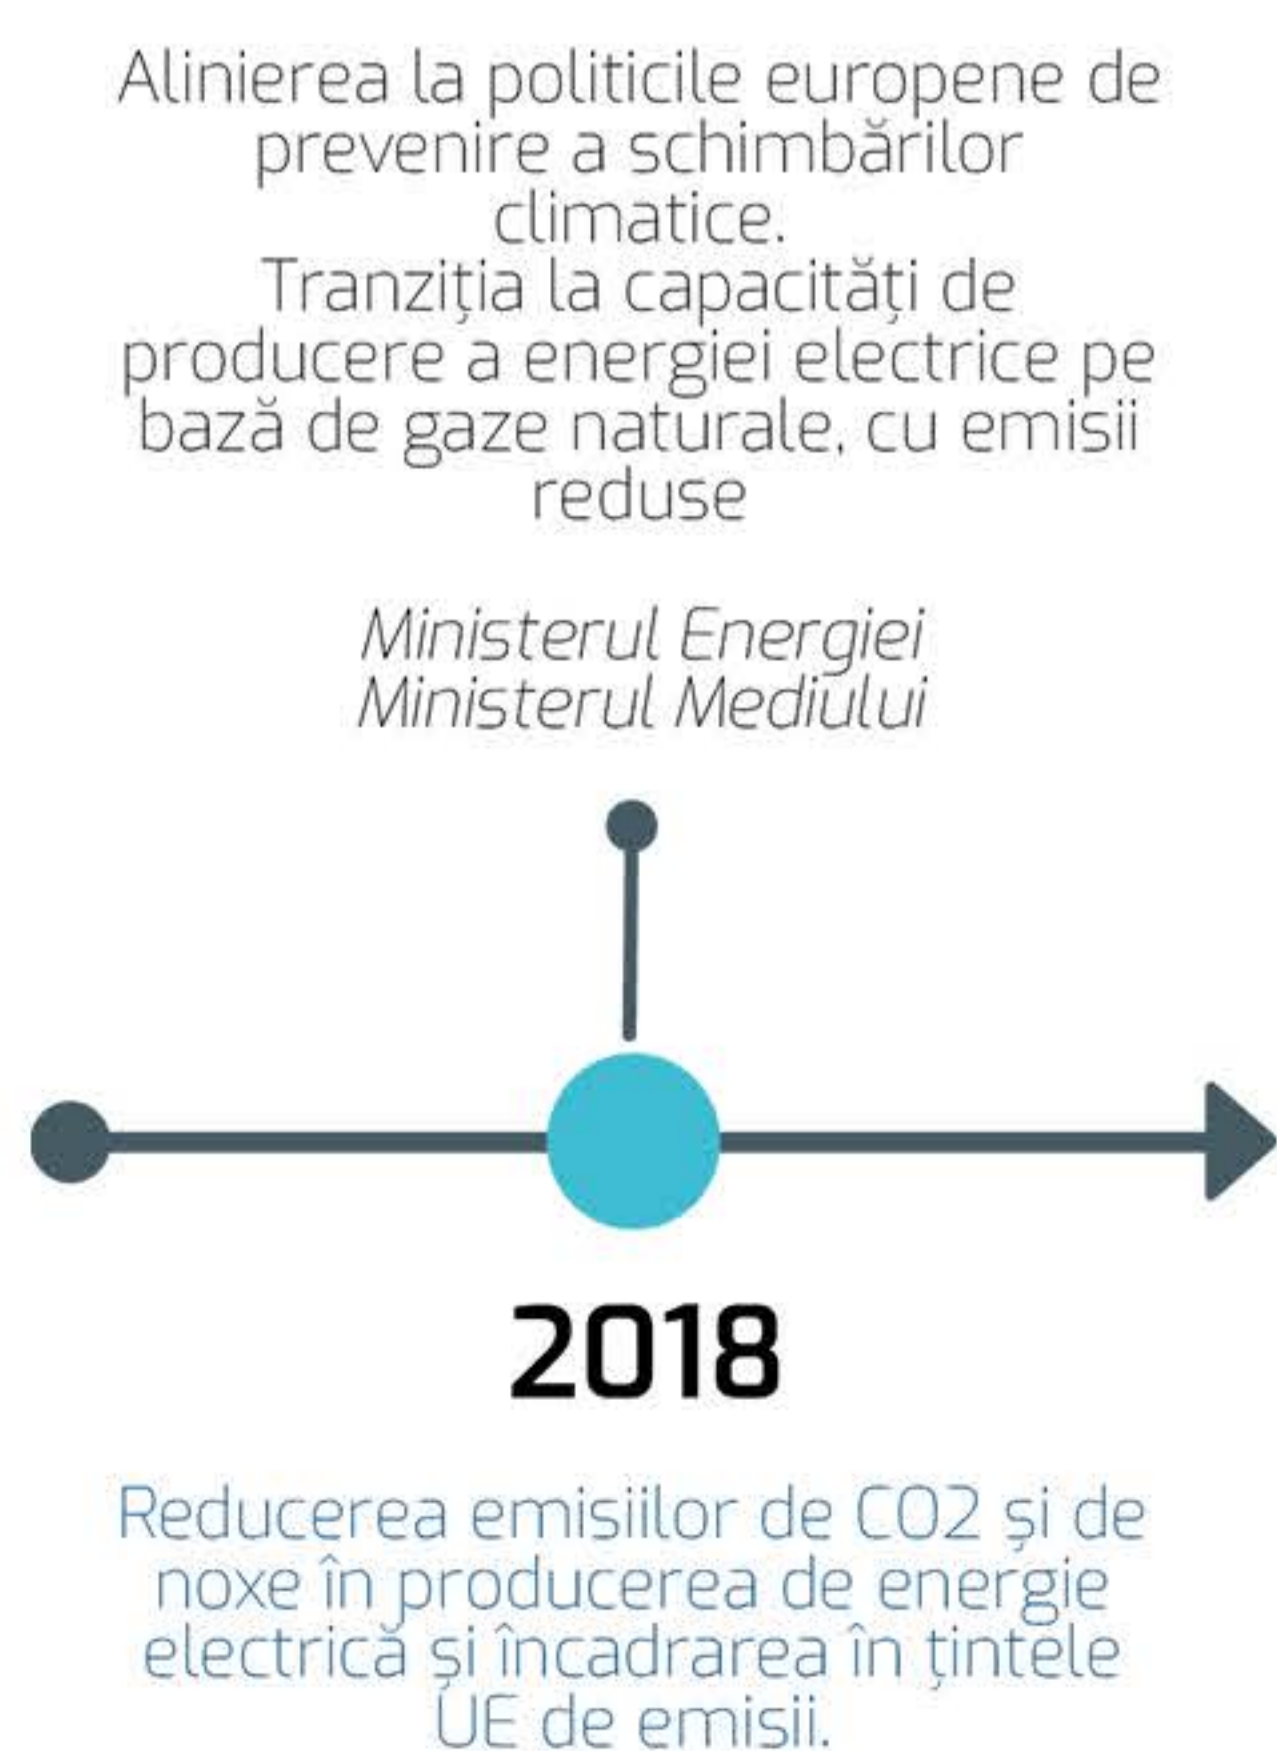 Alinierea la politicile europene de
prevenire a schimbărilor
climatice.
Tranziția la capacități de
producere a energiei electrice pe
bază de gaze naturale, cu emisii
reduse
Ministerul Energiei
Ministerul Mediului
2018
Reducerea emisiilor de CO2 și de
noxe în producerea de energie
electrică și încadrarea în țintele
UE de emisii.